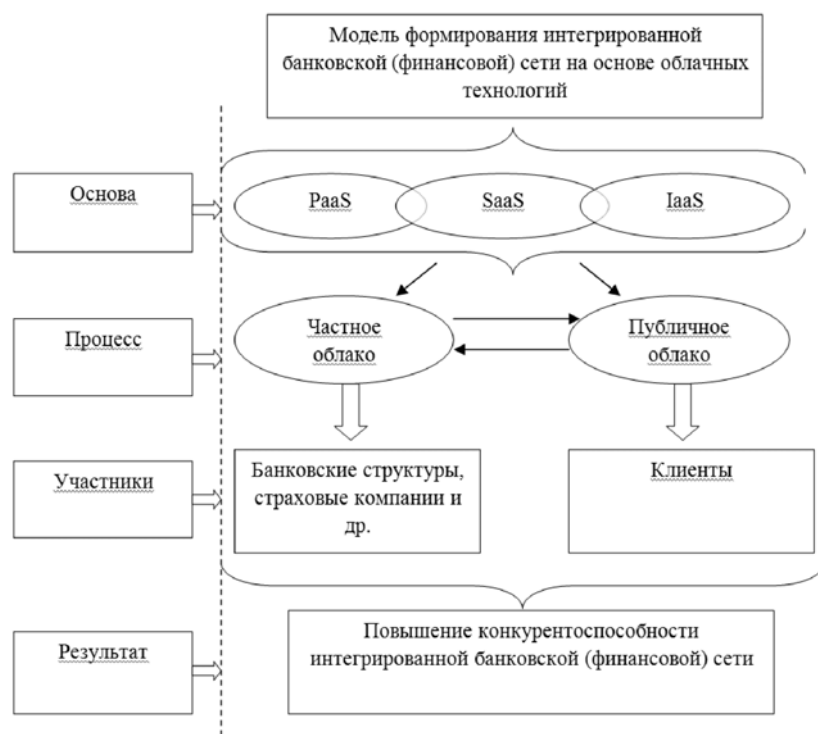 Модель формирования интегрированной
банковской (финансовой) сети на основе облачных
технологий
Основа
PaaS
SaaS
IaaS
Процесс
Частное
облако
Публичное
облако
Участники
Банковские структуры,
страховые компании и
др.
Клиенты
Результат
Повышение конкурентоспособности
интегрированной банковской (финансовой) сети